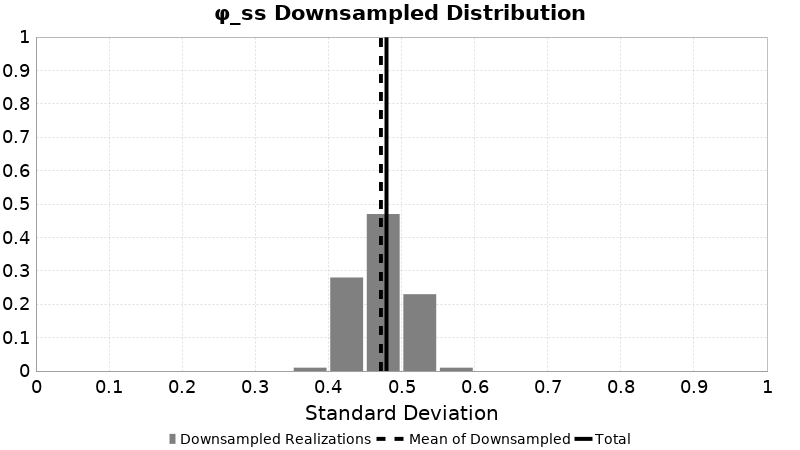 φ_ss Downsampled Distribution
1
0.9
0.8
0.7
0.6
0.5
0.4
0.3
0.2
0.1
0
0 0.1 0.2 0.3 0.4 0.5 0.6 0.7 0.8 0.9 1
Standard Deviation
Downsampled Realizations Mean of Downsampled Total